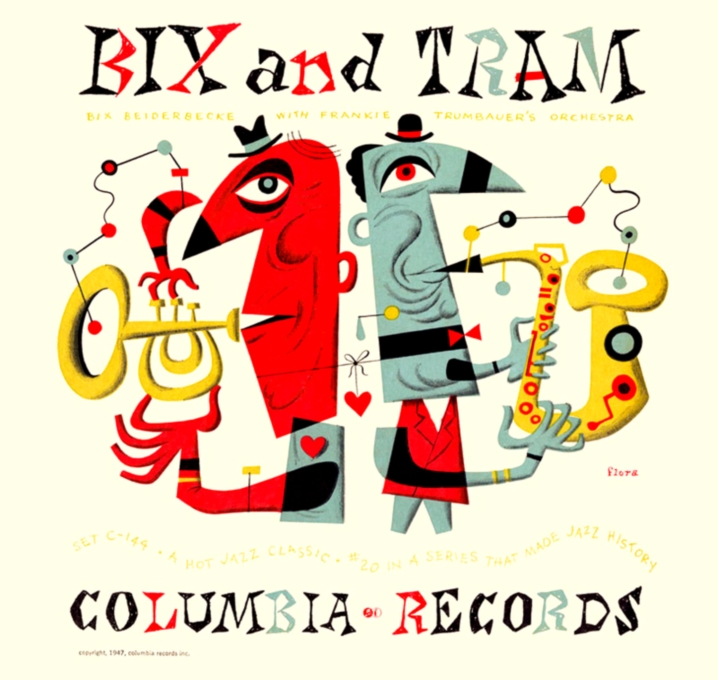 BIX and TRAM
BIX BEIDERBECKE WITH FRANKIE TRUMBAUER'S ORCHESTRA
flora
SET C-144 • A HOT JAZZ CLASSIC • #20 IN A SERIES THAT MADE JAZZ HISTORY
COLUMBIA RECORDS
copyright, 1947, columbia records inc.